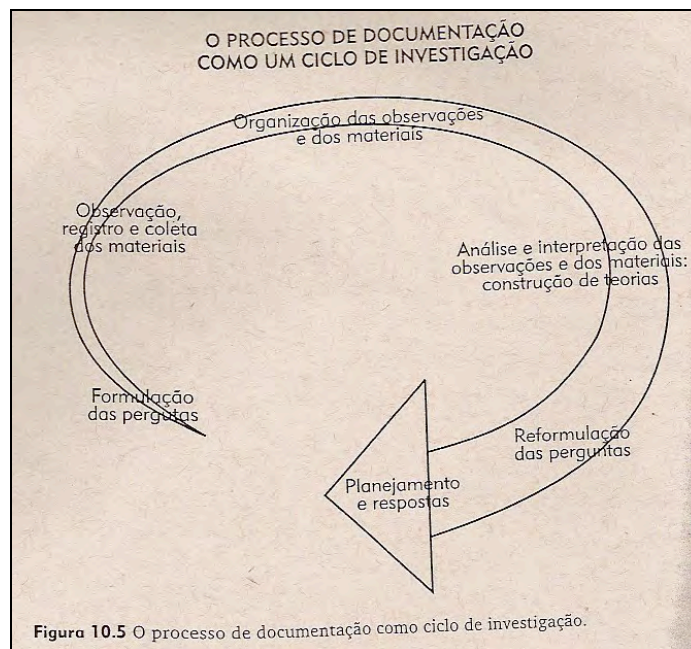 O PROCESSO DE DOCUMENTAÇÃO
COMO UM CICLO DE INVESTIGAÇÃO
Organização das observações
e dos materiais
Observação,
registro e coleta
dos materiais
Análise e interpretação das
observações e dos materiais:
construção de teorias
Formulação
das pergutas
Reformulação
das perguntas
Planejamento
e respostas
Figura 10.5 O processo de documentação como ciclo de investigação.